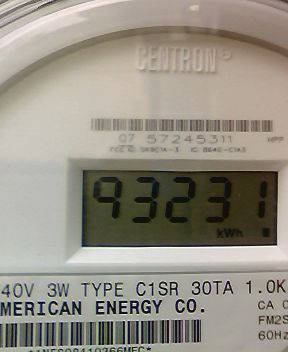 CENTRON®
07 57245311
93231
kWh
40V 3W TYPE C1SR 30TA 1.0K
MERICAN ENERGY CO.
CA
FM2S
60Hz